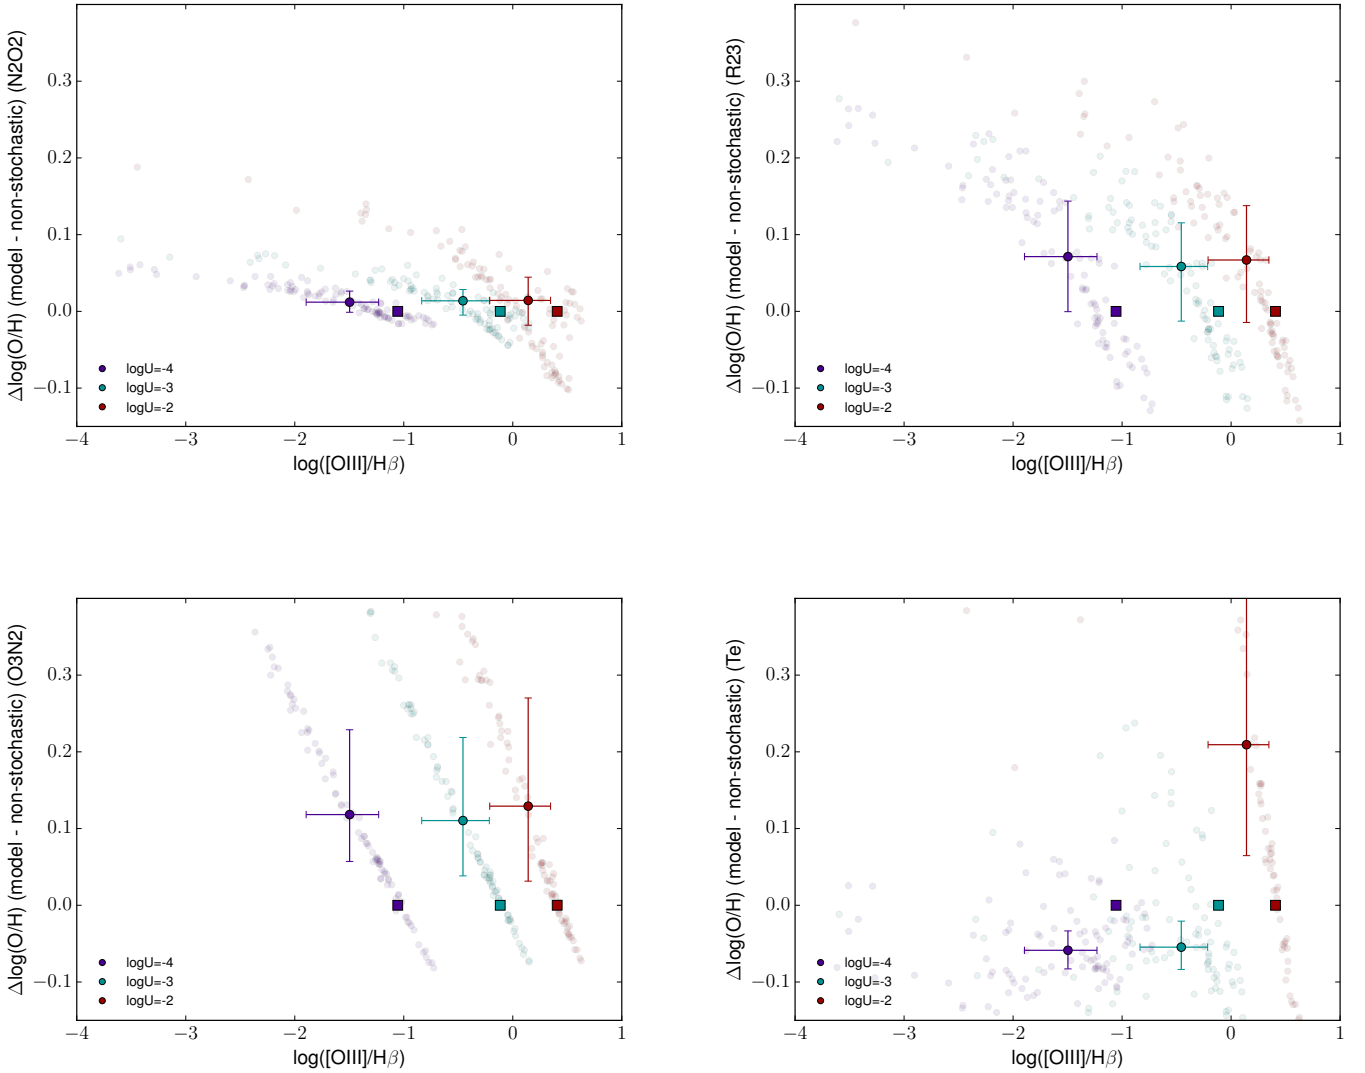 Δlog(O/H) (model - non-stochastic) (N2O2)
0.3
0.2
0.1
0.0
−0.1
logU=-4
logU=-3
logU=-2
−4 −3 −2 −1 0 1
log([OIII]/Hβ)
Δlog(O/H) (model - non-stochastic) (R23)
0.3
0.2
0.1
0.0
−0.1
logU=-4
logU=-3
logU=-2
−4 −3 −2 −1 0 1
log([OIII]/Hβ)
Δlog(O/H) (model - non-stochastic) (O3N2)
0.3
0.2
0.1
0.0
−0.1
logU=-4
logU=-3
logU=-2
−4 −3 −2 −1 0 1
log([OIII]/Hβ)
Δlog(O/H) (model - non-stochastic) (Te)
0.3
0.2
0.1
0.0
−0.1
logU=-4
logU=-3
logU=-2
−4 −3 −2 −1 0 1
log([OIII]/Hβ)